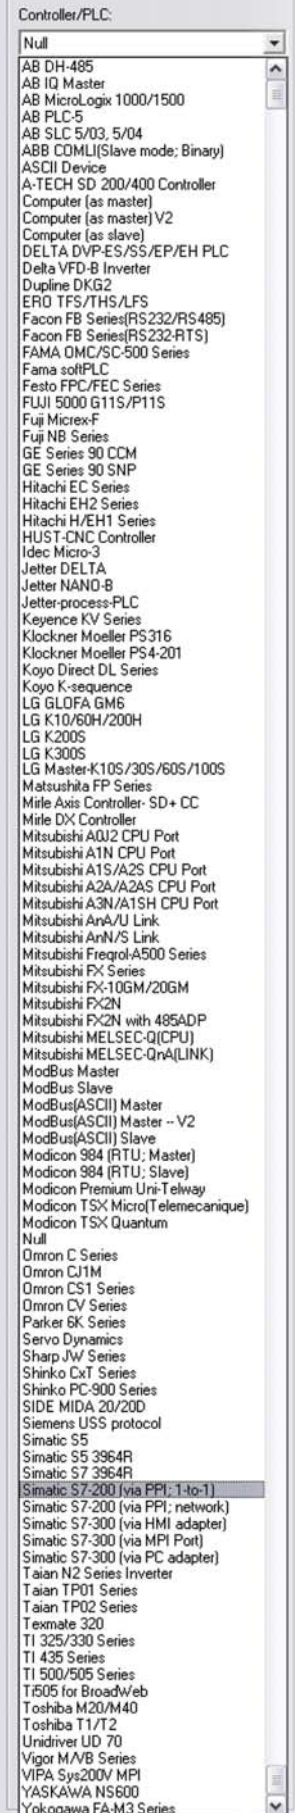 Controller/PLC:
Null
AB DH-485
AB IQ Master
AB MicroLogix 1000/1500
AB PLC-5
AB SLC 5/03, 5/04
ABB COMLI(Slave mode; Binary)
ASCII Device
A-TECH SD 200/400 Controller
Computer (as master)
Computer (as master) V2
Computer (as slave)
DELTA DVP-ES/SS/EP/EH PLC
Delta VFD-B Inverter
Dupline DKG2
ERO TFS/THS/LFS
Facon FB Series(RS232/RS485)
Facon FB Series(RS232-RTS)
FAMA OMC/SC-500 Series
Fama softPLC
Festo FPC/FEC Series
FUJI 5000 G11S/P11S
Fuji Micrex-F
Fuji NB Series
GE Series 90 CCM
GE Series 90 SNP
Hitachi EC Series
Hitachi EH2 Series
Hitachi H/EH1 Series
HUST-CNC Controller
Idec Micro-3
Jetter DELTA
Jetter NANO-B
Jetter-process-PLC
Keyence KV Series
Klockner Moeller PS316
Klockner Moeller PS4-201
Koyo Direct DL Series
Koyo K-sequence
LG GLOFA GM6
LG K10/60H/200H
LG K200S
LG K300S
LG Master-K10S/30S/60S/100S
Matsushita FP Series
Mirle Axis Controller- SD+ CC
Mirle DX Controller
Mitsubishi A0J2 CPU Port
Mitsubishi A1N CPU Port
Mitsubishi A1S/A2S CPU Port
Mitsubishi A2A/A2AS CPU Port
Mitsubishi A3N/A1SH CPU Port
Mitsubishi AnA/U Link
Mitsubishi AnN/S Link
Mitsubishi Freqrol-A500 Series
Mitsubishi FX Series
Mitsubishi FX-10GM/20GM
Mitsubishi FX2N
Mitsubishi FX2N with 485ADP
Mitsubishi MELSEC-Q(CPU)
Mitsubishi MELSEC-QnA(LINK)
ModBus Master
ModBus Slave
ModBus(ASCII) Master
ModBus(ASCII) Master -- V2
ModBus(ASCII) Slave
Modicon 984 (RTU; Master)
Modicon 984 (RTU; Slave)
Modicon Premium Uni-Telway
Modicon TSX Micro(Telemecanique)
Modicon TSX Quantum
Null
Omron C Series
Omron CJ1M
Omron CS1 Series
Omron CV Series
Parker 6K Series
Servo Dynamics
Sharp JW Series
Shinko CxT Series
Shinko PC-900 Series
SIDE MIDA 20/20D
Siemens USS protocol
Simatic S5
Simatic S5 3964R
Simatic S7 3964R
Simatic S7-200 (via PPI; 1-to-1)
Simatic S7-200 (via PPI; network)
Simatic S7-300 (via HMI adapter)
Simatic S7-300 (via MPI Port)
Simatic S7-300 (via PC adapter)
Taian N2 Series Inverter
Taian TP01 Series
Taian TP02 Series
Texmate 320
TI 325/330 Series
TI 435 Series
TI 500/505 Series
Ti505 for BroadWeb
Toshiba M20/M40
Toshiba T1/T2
Unidriver UD 70
Vigor M/VB Series
VIPA Sys200V MPI
YASKAWA NS600
Yokogawa FA-M3 Series